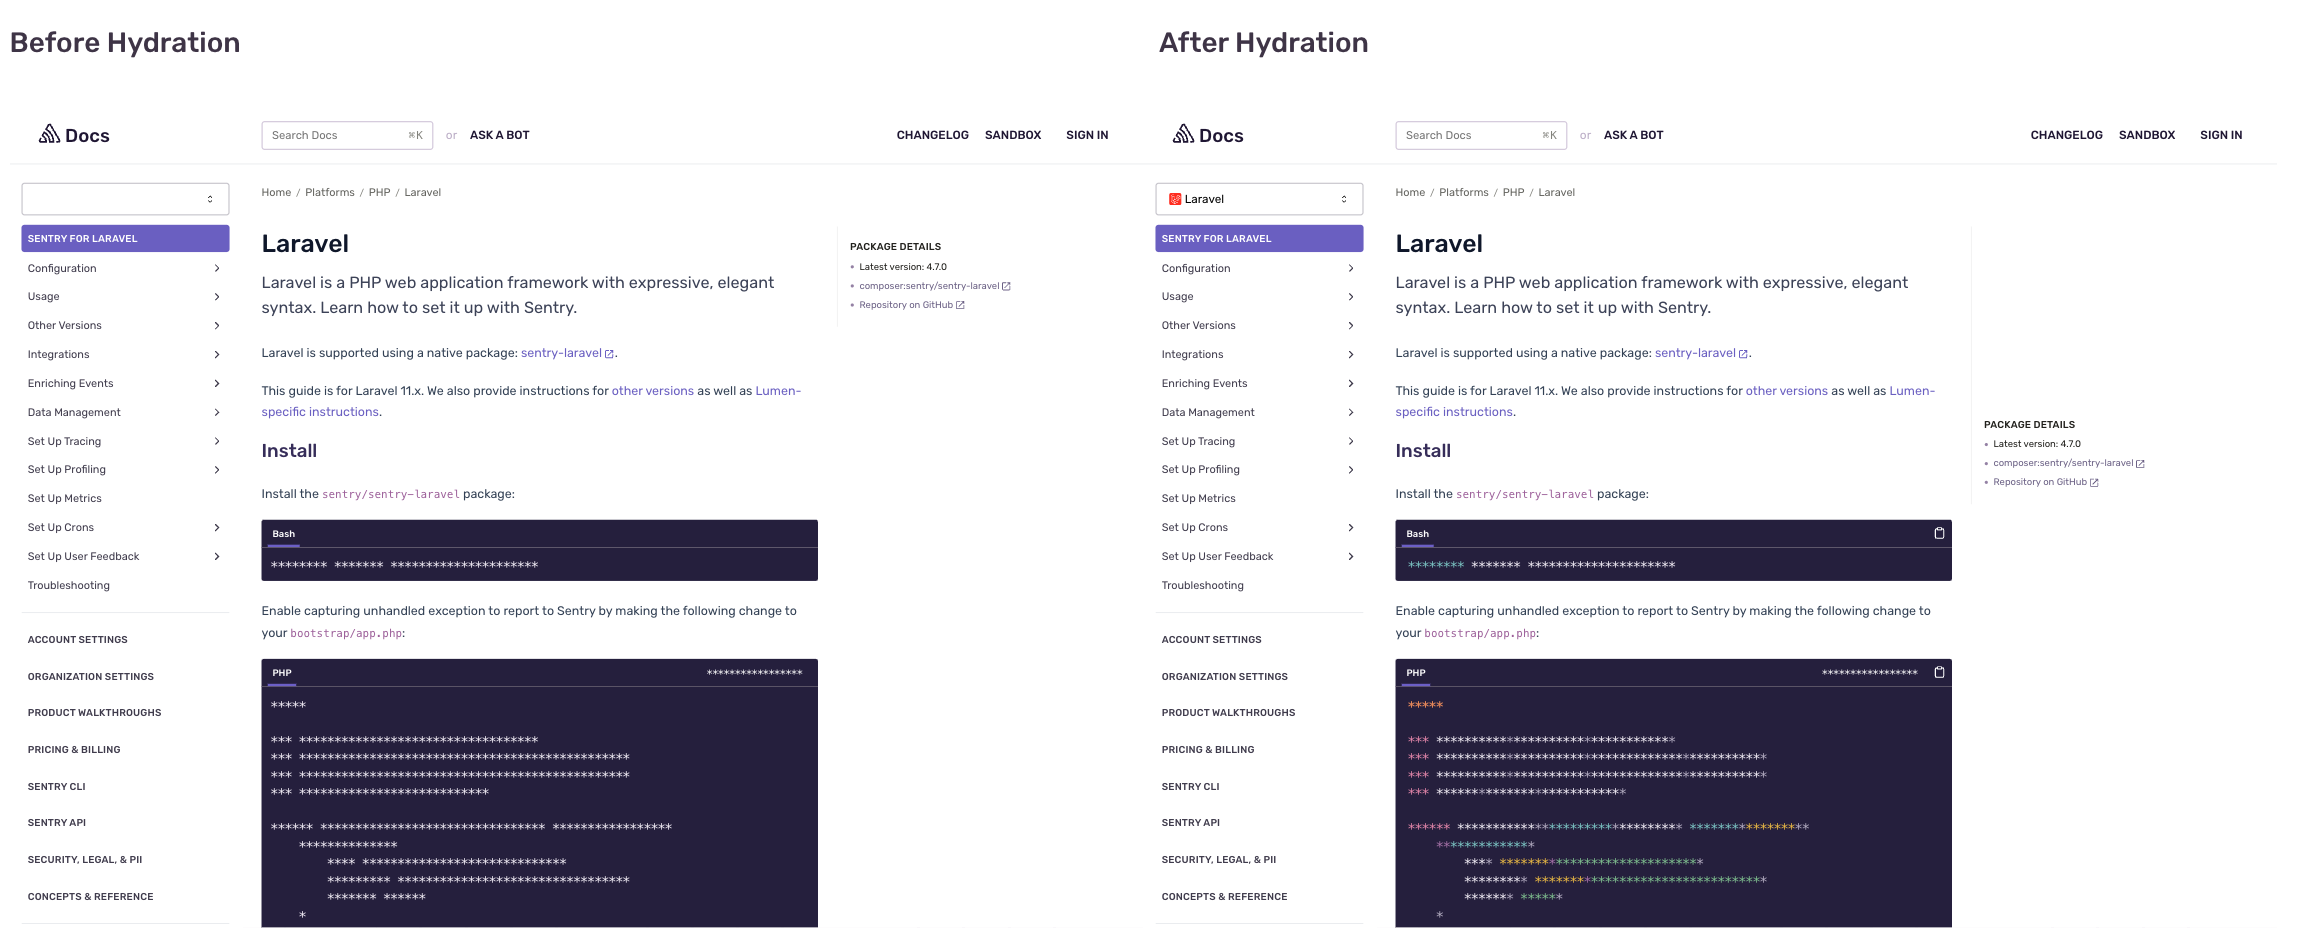 Before Hydration
Docs
Search Docs ⌘K or ASK A BOT
CHANGELOG SANDBOX SIGN IN
SENTRY FOR LARAVEL
Configuration
Usage
Other Versions
Integrations
Enriching Events
Data Management
Set Up Tracing
Set Up Profiling
Set Up Metrics
Set Up Crons
Set Up User Feedback
Troubleshooting
ACCOUNT SETTINGS
ORGANIZATION SETTINGS
PRODUCT WALKTHROUGHS
PRICING & BILLING
SENTRY CLI
SENTRY API
SECURITY, LEGAL, & PII
CONCEPTS & REFERENCE
Home / Platforms / PHP / Laravel
Laravel
Laravel is a PHP web application framework with expressive, elegant
syntax. Learn how to set it up with Sentry.
Laravel is supported using a native package: sentry-laravel.
This guide is for Laravel 11.x. We also provide instructions for other versions as well as Lumen-
specific instructions.
Install
Install the sentry/sentry-laravel package:
Bash
******** ******* *********************
Enable capturing unhandled exception to report to Sentry by making the following change to
your bootstrap/app.php:
PHP *****************
*****
*** **********************************
*** ***********************************************
*** ***********************************************
*** ***************************
****** ******************************** *****************
**************
**** *****************************
********* *********************************
******* ******
*
PACKAGE DETAILS
• Latest version: 4.7.0
• composer:sentry/sentry-laravel
• Repository on GitHub
After Hydration
Docs
Search Docs ⌘K or ASK A BOT
CHANGELOG SANDBOX SIGN IN
Laravel
SENTRY FOR LARAVEL
Configuration
Usage
Other Versions
Integrations
Enriching Events
Data Management
Set Up Tracing
Set Up Profiling
Set Up Metrics
Set Up Crons
Set Up User Feedback
Troubleshooting
ACCOUNT SETTINGS
ORGANIZATION SETTINGS
PRODUCT WALKTHROUGHS
PRICING & BILLING
SENTRY CLI
SENTRY API
SECURITY, LEGAL, & PII
CONCEPTS & REFERENCE
Home / Platforms / PHP / Laravel
Laravel
Laravel is a PHP web application framework with expressive, elegant
syntax. Learn how to set it up with Sentry.
Laravel is supported using a native package: sentry-laravel.
This guide is for Laravel 11.x. We also provide instructions for other versions as well as Lumen-
specific instructions.
Install
Install the sentry/sentry-laravel package:
Bash
******** ******* *********************
Enable capturing unhandled exception to report to Sentry by making the following change to
your bootstrap/app.php:
PHP *****************
*****
*** **********************************
*** ***********************************************
*** ***********************************************
*** ***************************
****** ******************************** *****************
**************
**** *****************************
********* *********************************
******* ******
*
PACKAGE DETAILS
• Latest version: 4.7.0
• composer:sentry/sentry-laravel
• Repository on GitHub